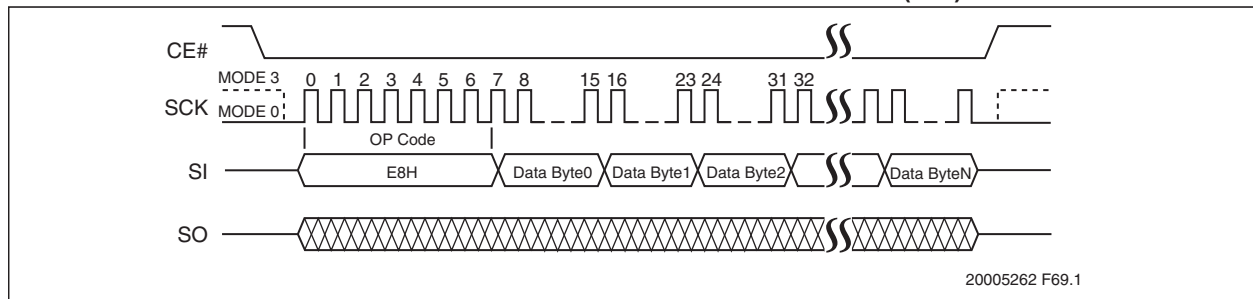 CE#
MODE 3
0 1 2 3 4 5 6 7 8 15 16 23 24 31 32
SCK MODE 0
OP Code
SI E8H Data Byte0 Data Byte1 Data Byte2 Data ByteN
SO
20005262 F69.1